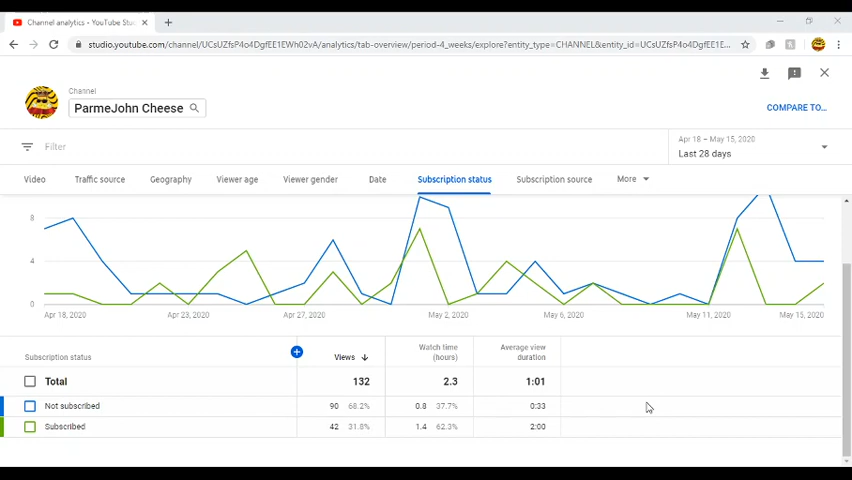 Channel analytics - YouTube Stu
studio.youtube.com/channel/UCsUZfsP4o4DgfEE1EWh02vA/analytics/tab-overview/period-4_weeks/explore?entity_type=CHANNEL&entity_id=UCsUZfsP4o4DgfEE1E...
Channel
ParmeJohn Cheese
COMPARE TO...
Filter
Apr 18 – May 15, 2020
Last 28 days
Video Traffic source Geography Viewer age Viewer gender Date Subscription status Subscription source More
8
4
0
Apr 18, 2020 Apr 23, 2020 Apr 27, 2020 May 2, 2020 May 6, 2020 May 11, 2020 May 15, 2020
Subscription status Views Watch time (hours) Average view duration
Total 132 2.3 1:01
Not subscribed 90 68.2% 0.8 37.7% 0:33
Subscribed 42 31.8% 1.4 62.3% 2:00